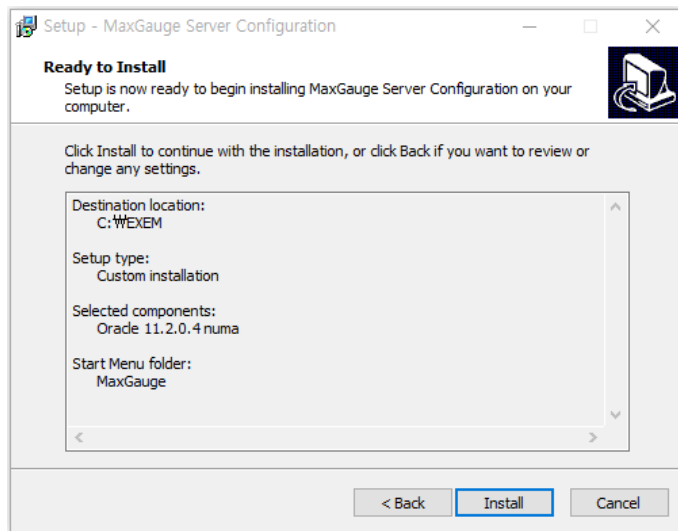 Setup - MaxGauge Server Configuration
Ready to Install
Setup is now ready to begin installing MaxGauge Server Configuration on your
computer.
Click Install to continue with the installation, or click Back if you want to review or
change any settings.
Destination location:
C:₩EXEM
Setup type:
Custom installation
Selected components:
Oracle 11.2.0.4 numa
Start Menu folder:
MaxGauge
< Back
Install
Cancel